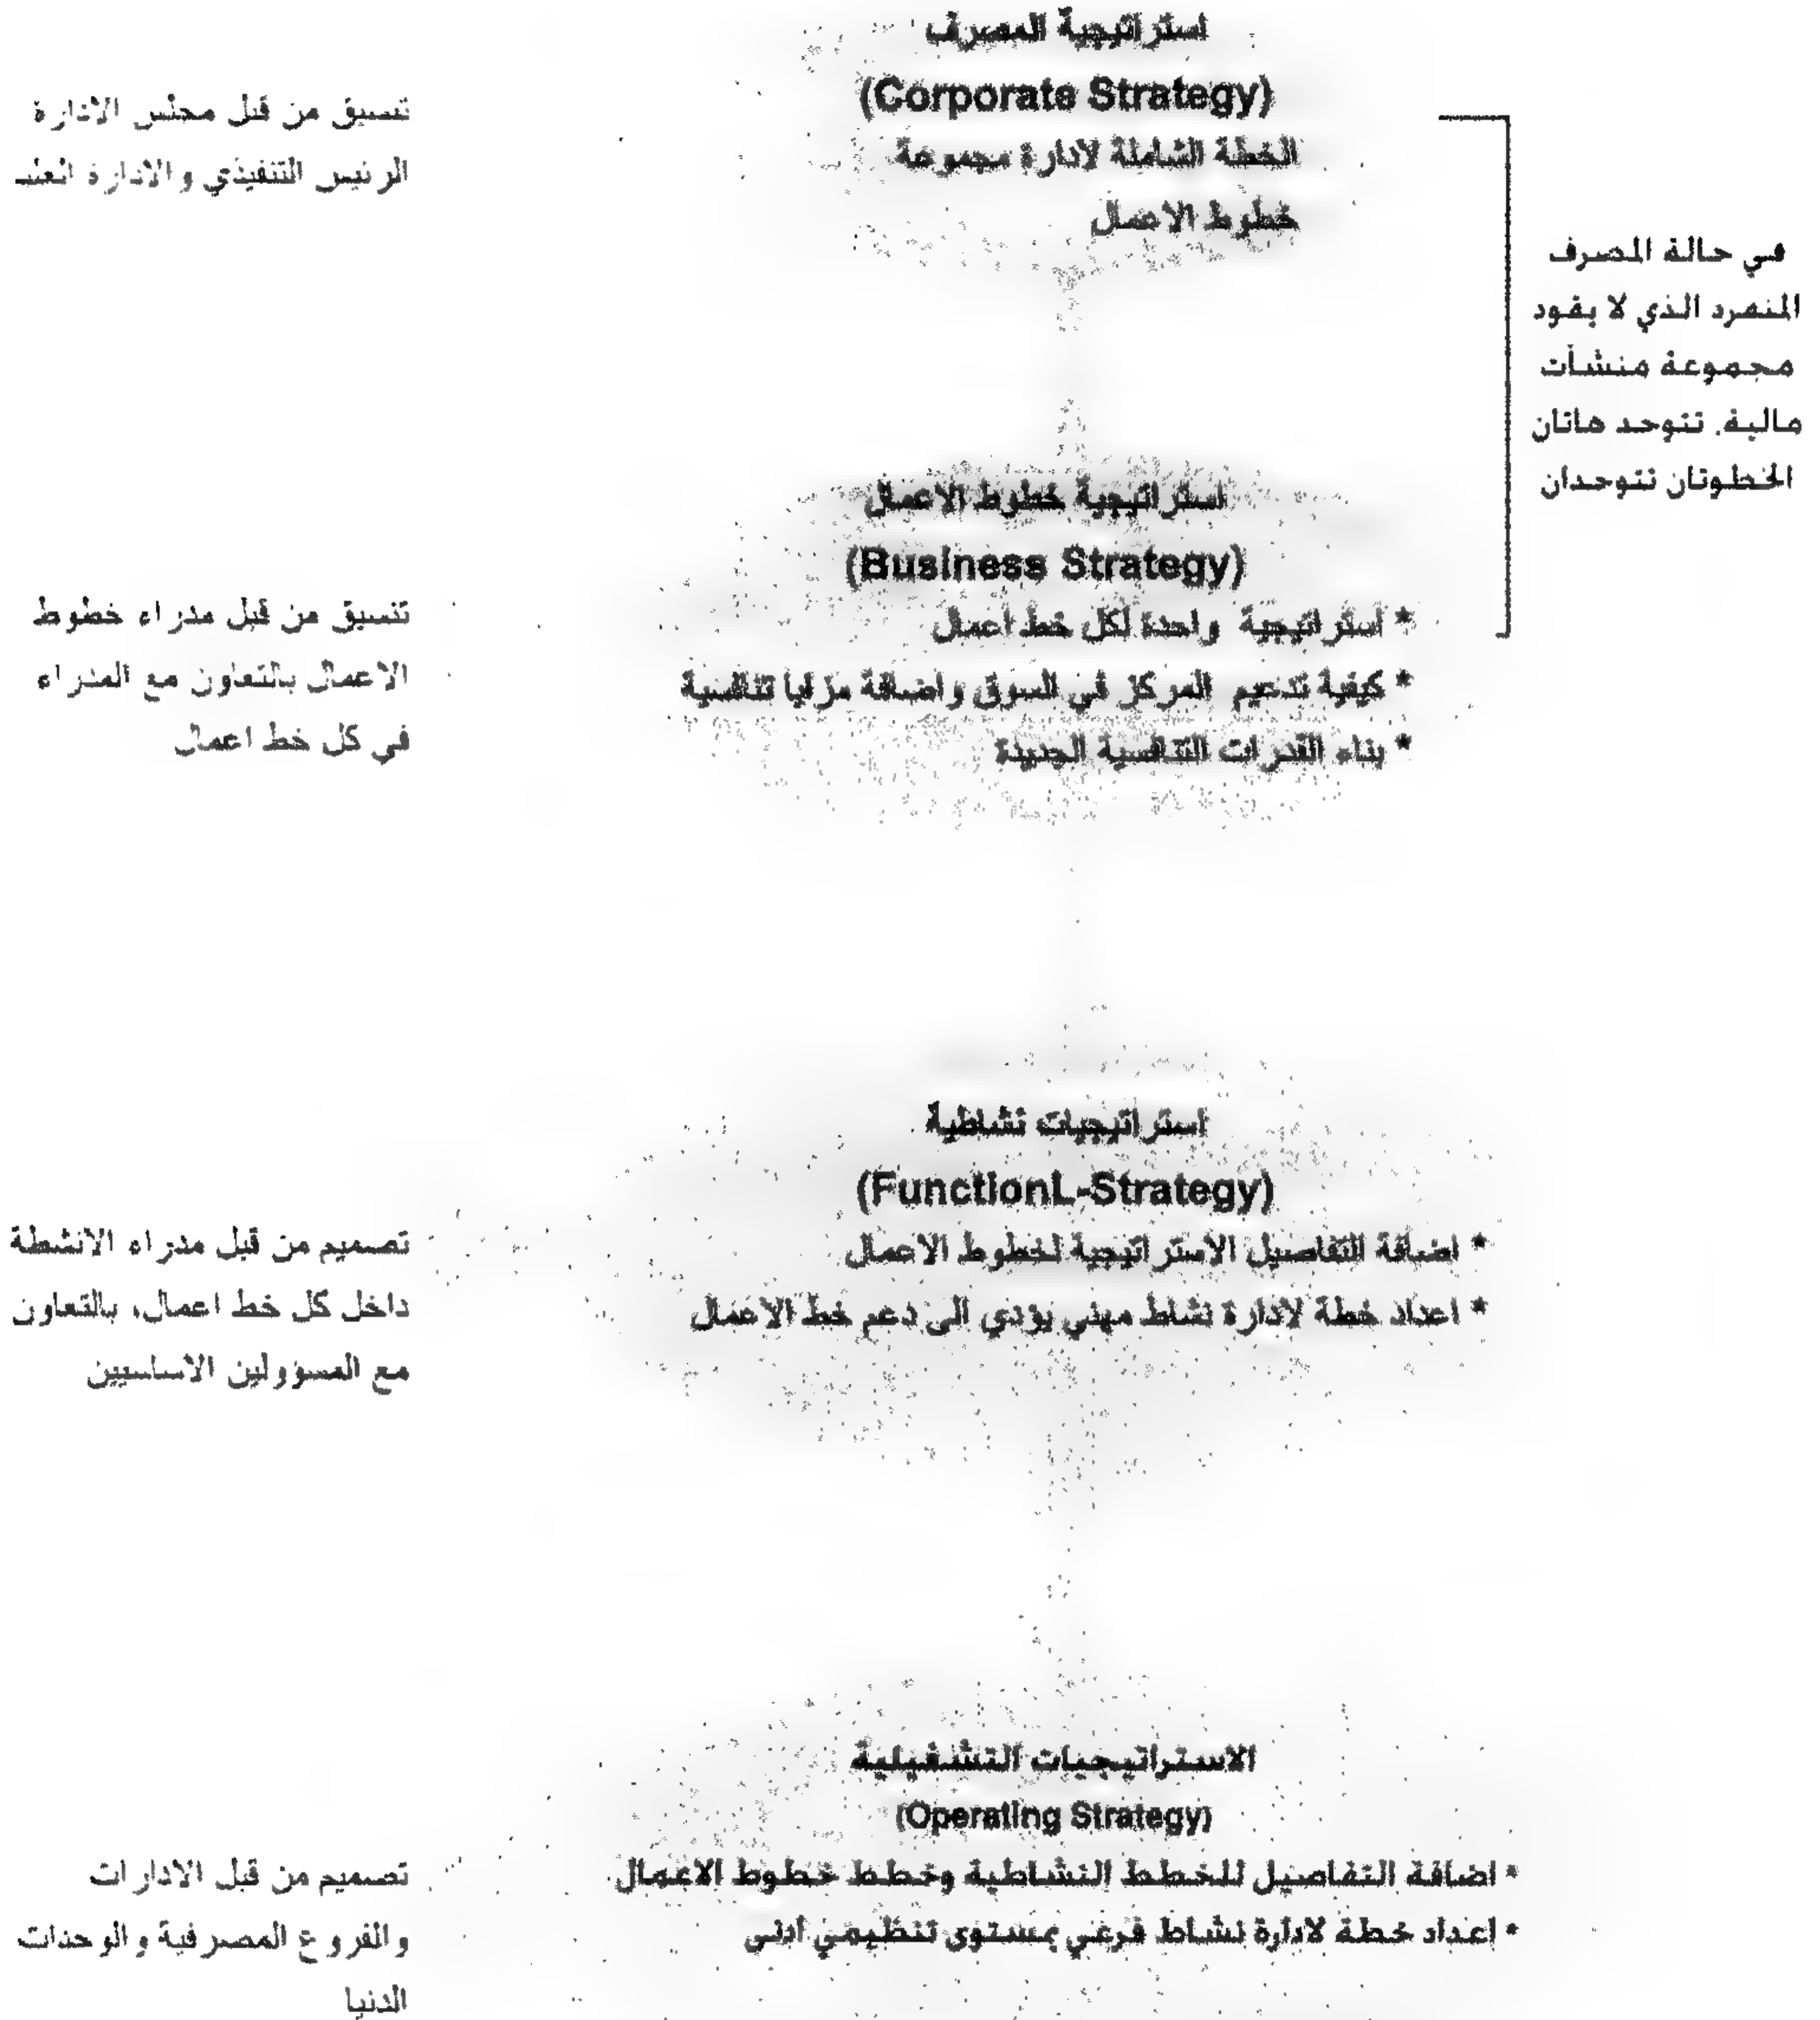 استراتيجية المصرف
(Corporate Strategy)
الخطة الشاملة لادارة مجموعة
خطوط الاعمال
تنسيق من قبل مجلس الادارة
الرئيس التنفيذي والادارة
في حالة المصرف
المنفرد الذي لا يقود
مجموعة منشآت
مالية. تتوحد هاتان
الخطوتان تتوحدان
استراتيجية خطوط الاعمال
(Business Strategy)
* استراتيجية واحدة لكل خط اعمال
* كيفية تدعيم المركز في السوق واضافة مزايا تنافسية
* بناء القدرات التنافسية الجديدة
تنسيق من قبل مدراء خطوط
الاعمال بالتعاون مع المدراء
في كل خط اعمال
استراتيجيات نشاطية
(FunctionL-Strategy)
* اضافة التفاصيل الاستراتيجية لخطوط الاعمال
* اعداد خطة لادارة نشاط مهني يؤدي الى دعم خط الاعمال
تصميم من قبل مدراء الانشطة
داخل كل خط اعمال، بالتعاون
مع المسؤولين الاساسيين
الاستراتيجيات التشغيلية
(Operating Strategy)
* اضافة التفاصيل للخطط النشاطية وخطط خطوط الاعمال
* اعداد خطة لادارة نشاط فرعي بمستوى تنظيمي ادنى
تصميم من قبل الادارات
والفروع المصرفية والوحدات
الدنيا